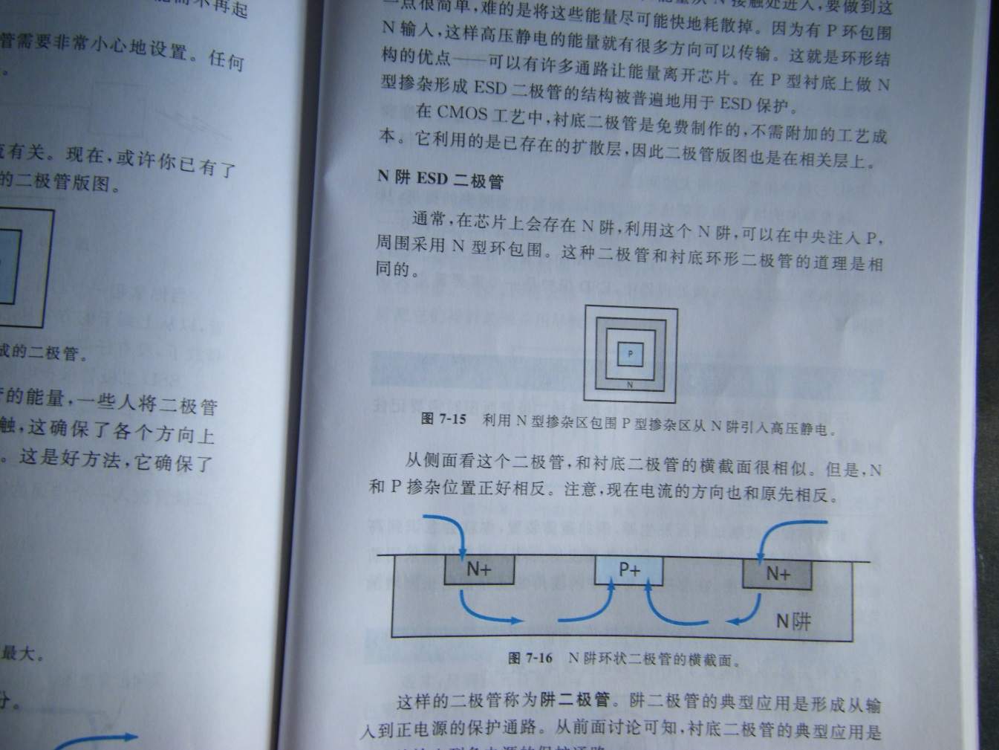 不再起
管需要非常小心地设置。任何
。
有关。现在,或许你已有了
的二极管版图。
成的二极管。
的能量,一些人将二极管
触,这确保了各个方向上
。这是好方法,它确保了
最大。
分。
接触处进入,要做到这
一点很简单,难的是将这些能量尽可能快地耗散掉。因为有 P 环包围
N 输入,这样高压静电的能量就有很多方向可以传输。这就是环形结
构的优点——可以有许多通路让能量离开芯片。在 P 型衬底上做 N
型掺杂形成 ESD 二极管的结构被普遍地用于 ESD 保护。
在 CMOS 工艺中,衬底二极管是免费制作的,不需附加的工艺成
本。它利用的是已存在的扩散层,因此二极管版图也是在相关层上。
N 阱 ESD 二极管
通常,在芯片上会存在 N 阱,利用这个 N 阱,可以在中央注入 P,
周围采用 N 型环包围。这种二极管和衬底环形二极管的道理是相
同的。
P
N
图 7-15 利用 N 型掺杂区包围 P 型掺杂区从 N 阱引入高压静电。
从侧面看这个二极管,和衬底二极管的横截面很相似。但是,N
和 P 掺杂位置正好相反。注意,现在电流的方向也和原先相反。
N+ P+ N+
N阱
图 7-16 N 阱环状二极管的横截面。
这样的二极管称为阱二极管。阱二极管的典型应用是形成从输
入到正电源的保护通路。从前面讨论可知,衬底二极管的典型应用是